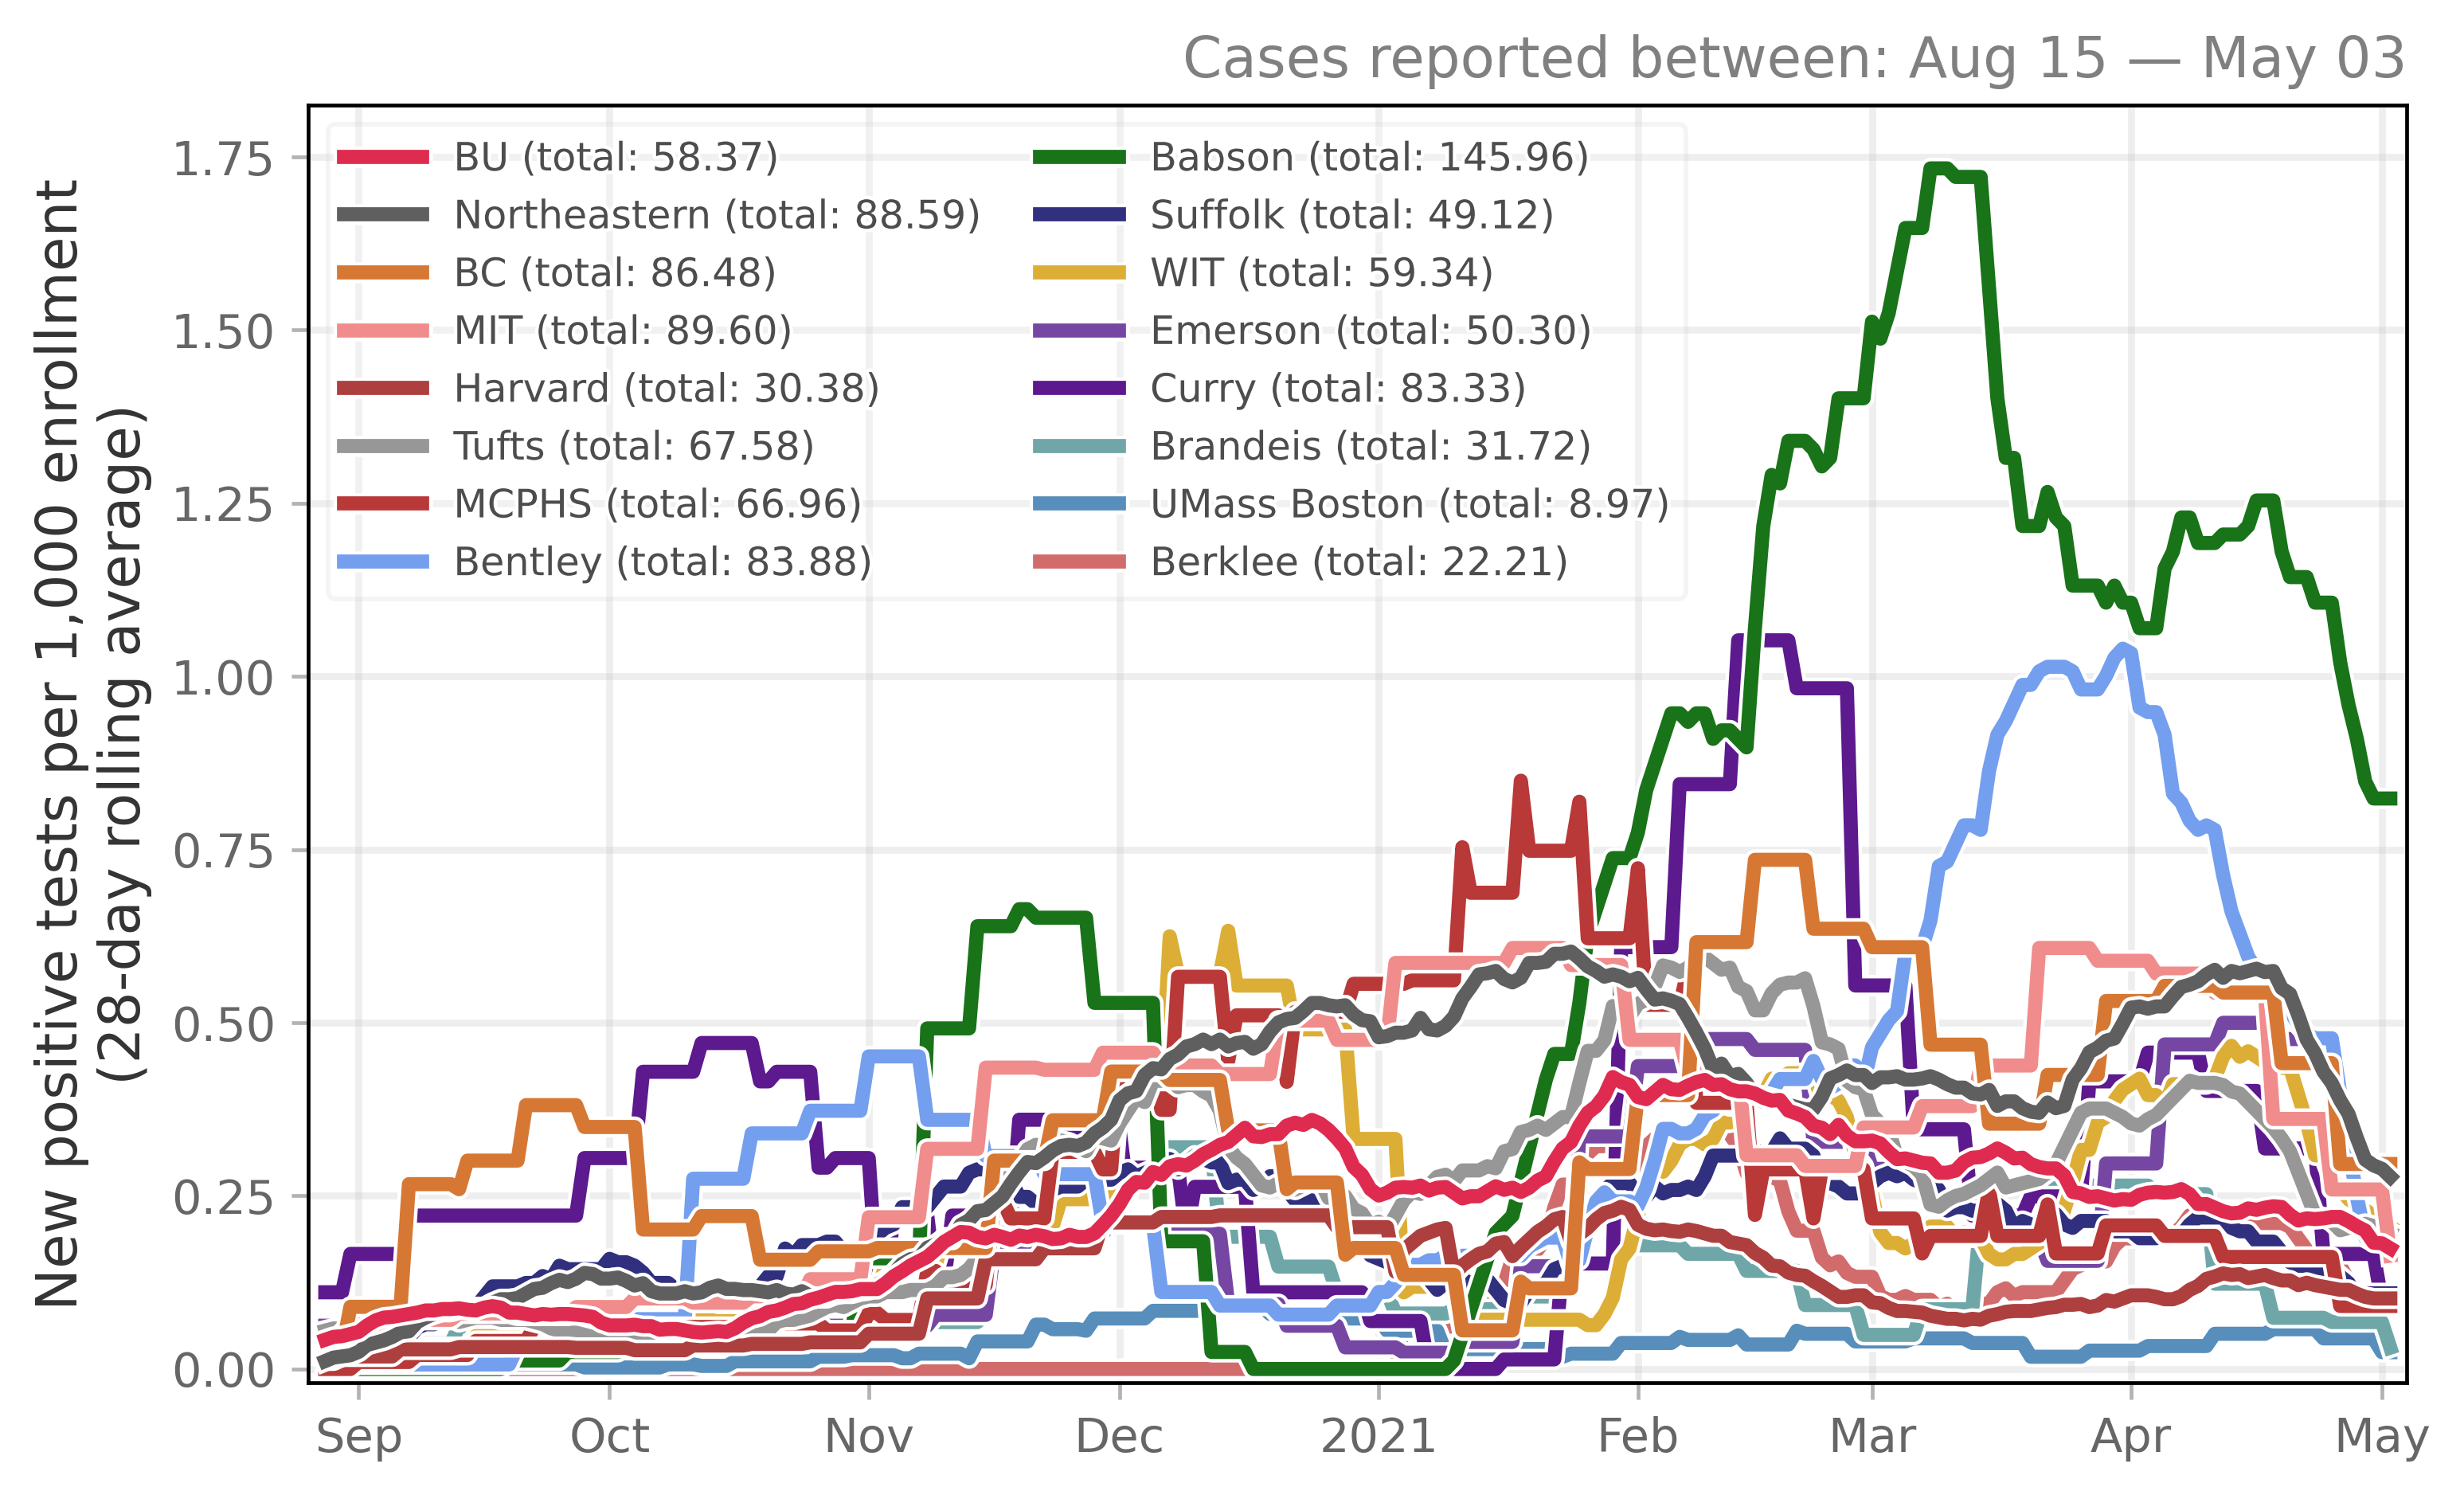 Cases reported between: Aug 15 — May 03
New positive tests per 1,000 enrollment
(28-day rolling average)
1.75
1.50
1.25
1.00
0.75
0.50
0.25
0.00
BU (total: 58.37)
Northeastern (total: 88.59)
BC (total: 86.48)
MIT (total: 89.60)
Harvard (total: 30.38)
Tufts (total: 67.58)
MCPHS (total: 66.96)
Bentley (total: 83.88)
Babson (total: 145.96)
Suffolk (total: 49.12)
WIT (total: 59.34)
Emerson (total: 50.30)
Curry (total: 83.33)
Brandeis (total: 31.72)
UMass Boston (total: 8.97)
Berklee (total: 22.21)
Sep Oct Nov Dec 2021 Feb Mar Apr May